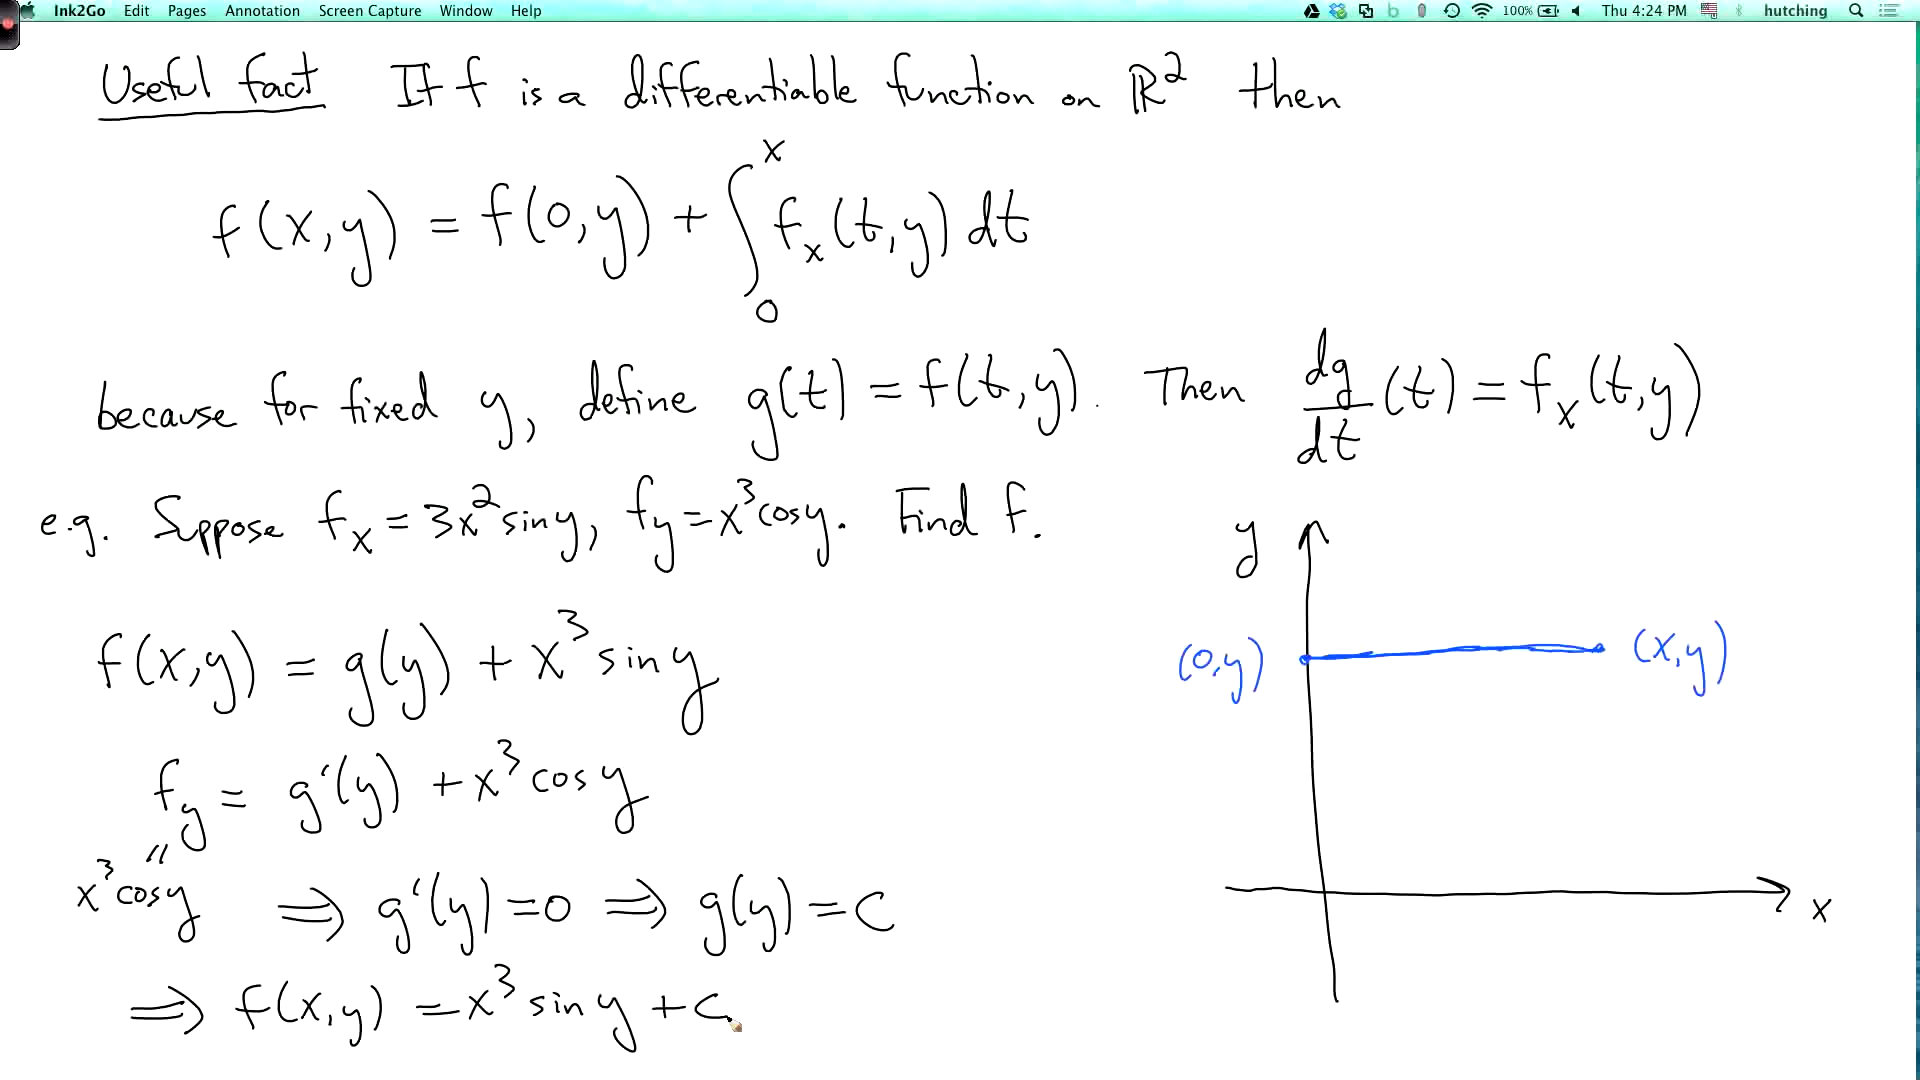 Ink2Go Edit Pages Annotation Screen Capture Window Help 100% Thu 4:24 PM hutching
Useful fact If f is a differentiable function on ℝ² then
f(x,y) = f(0,y) + ∫₀ˣ fₓ(t,y) dt
because for fixed y, define g(t) = f(t,y). Then dg/dt (t) = fₓ(t,y)
e.g. Suppose fₓ = 3x² sin y, f_y = x³ cos y. Find f.
y
f(x,y) = g(y) + x³ sin y
(0,y) (x,y)
f_y = g'(y) + x³ cos y
"
x³ cos y ⇒ g'(y) = 0 ⇒ g(y) = C
x
⇒ f(x,y) = x³ sin y + C